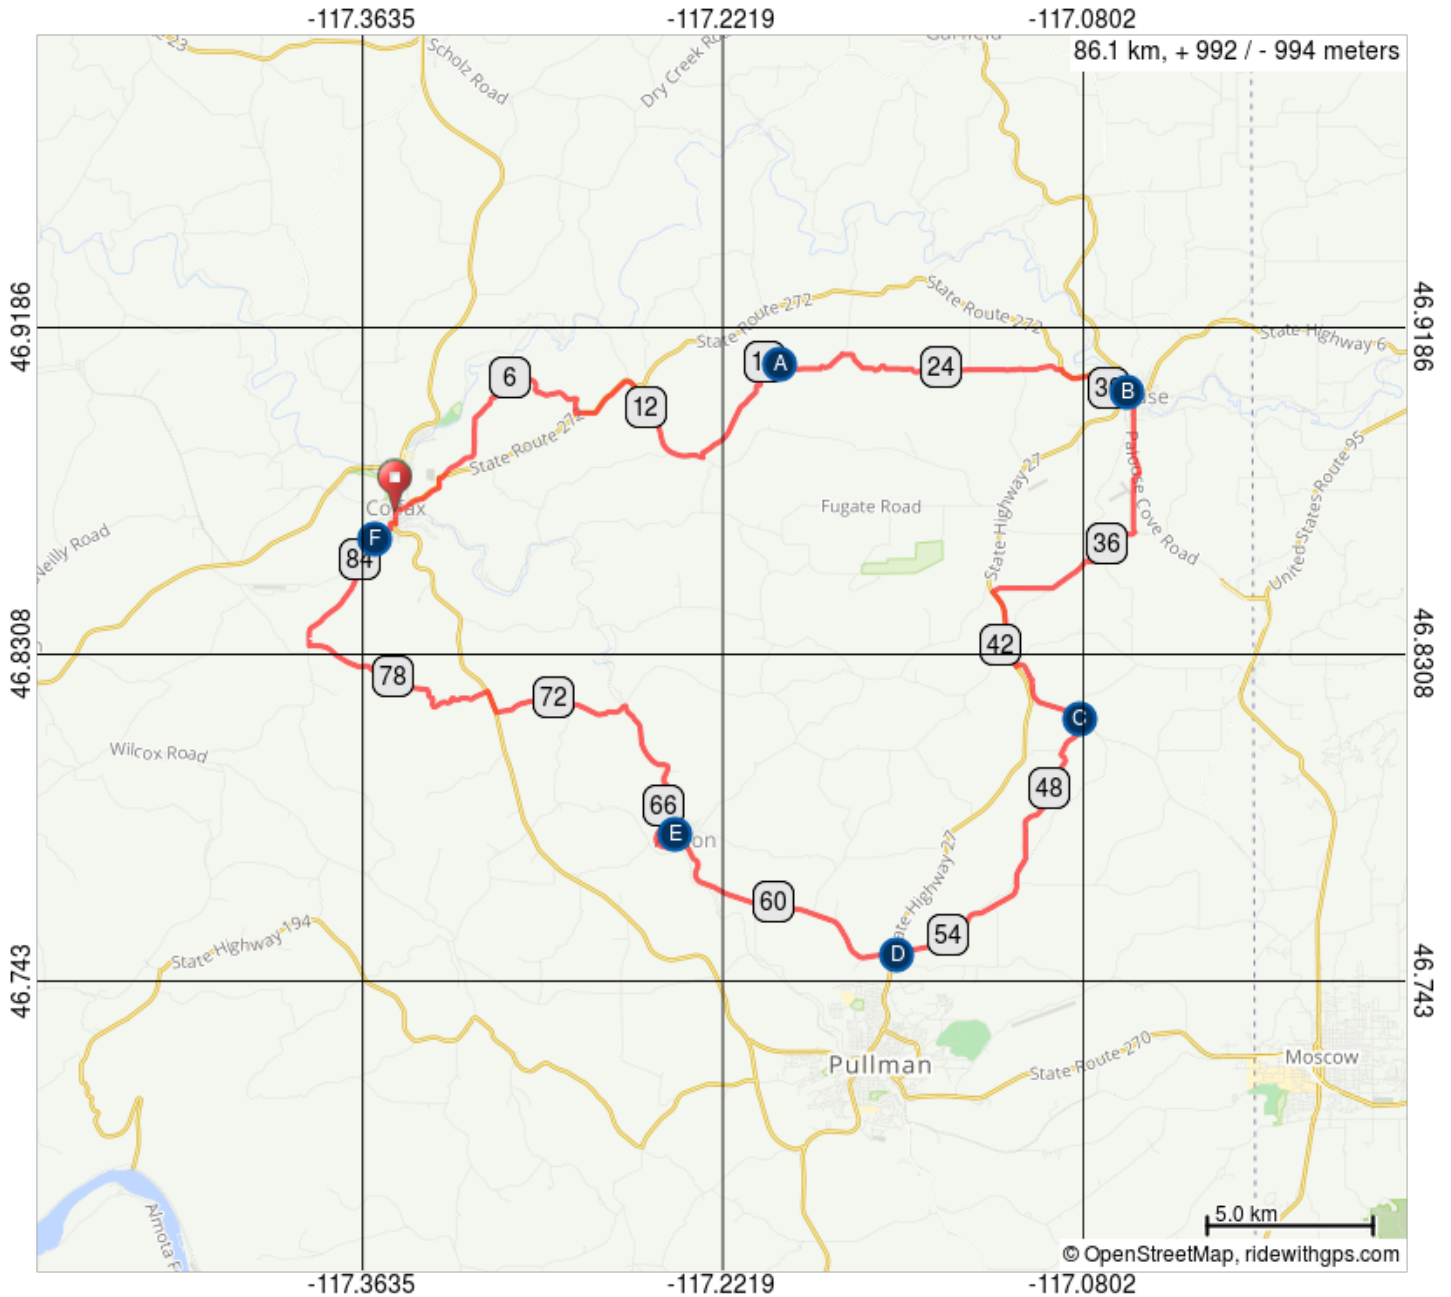 -117.3635
-117.2219
-117.0802
86.1 km, + 992 / - 994 meters
23
Scholz Road
Dry Creek
46.9186
46.9186
State Route 272
State Route 272
State Highway 6
6
A
24
B
12
State Route 27
United States Route 95
State Highway 27
Palouse Cove Road
Colfax
Fugate Road
F
36
84
Neilly Road
46.8308
46.8308
42
78
72
C
Wilcox Road
48
66
E
on
State Highway 27
60
54
State Highway 194
D
46.743
46.743
State Route 270
Moscow
Pullman
Almota
5.0 km
© OpenStreetMap, ridewithgps.com
-117.3635
-117.2219
-117.0802